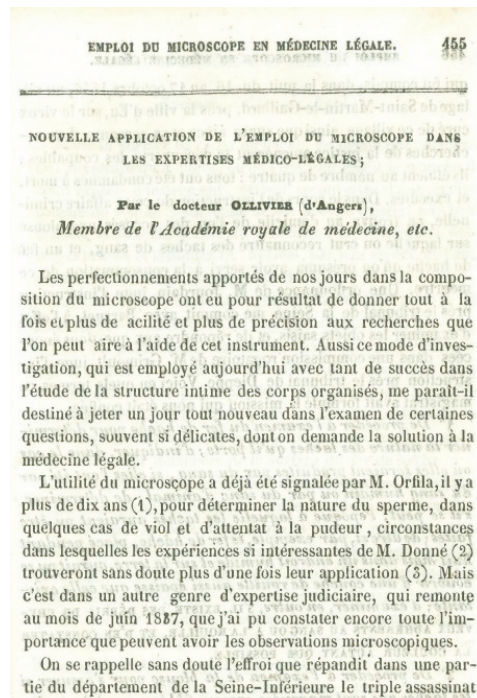 EMPLOI DU MICROSCOPE EN MÉDECINE LÉGALE. 455
NOUVELLE APPLICATION DE L'EMPLOI DU MICROSCOPE DANS
LES EXPERTISES MÉDICO-LÉGALES;
Par le docteur OLLIVIER (d'Angers),
Membre de l'Académie royale de médecine, etc.
Les perfectionnements apportés de nos jours dans la compo-
sition du microscope ont eu pour résultat de donner tout à la
fois et plus de acilité et plus de précision aux recherches que
l'on peut aire à l'aide de cet instrument. Aussi ce mode d'inves-
tigation, qui est employé aujourd'hui avec tant de succès dans
l'étude de la structure intime des corps organisés, me paraît-il
destiné à jeter un jour tout nouveau dans l'examen de certaines
questions, souvent si délicates, dont on demande la solution à la
médecine légale.
L'utilité du microscope a déjà été signalée par M. Orfila, il y a
plus de dix ans (1), pour déterminer la nature du sperme, dans
quelques cas de viol et d'attentat à la pudeur, circonstances
dans lesquelles les expériences si intéressantes de M. Donné (2)
trouveront sans doute plus d'une fois leur application (3). Mais
c'est dans un autre genre d'expertise judiciaire, qui remonte
au mois de juin 1837, que j'ai pu constater encore toute l'im-
portance que peuvent avoir les observations microscopiques.
On se rappelle sans doute l'effroi que répandit dans une par-
tie du département de la Seine-Inférieure le triple assassinat